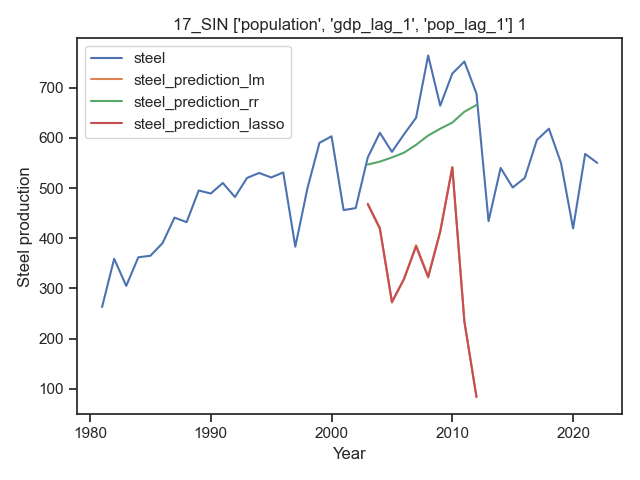 17_SIN ['population', 'gdp_lag_1', 'pop_lag_1'] 1
steel
steel_prediction_lm
steel_prediction_rr
steel_prediction_lasso
Steel production
700
600
500
400
300
200
100
1980
1990
2000
2010
2020
Year